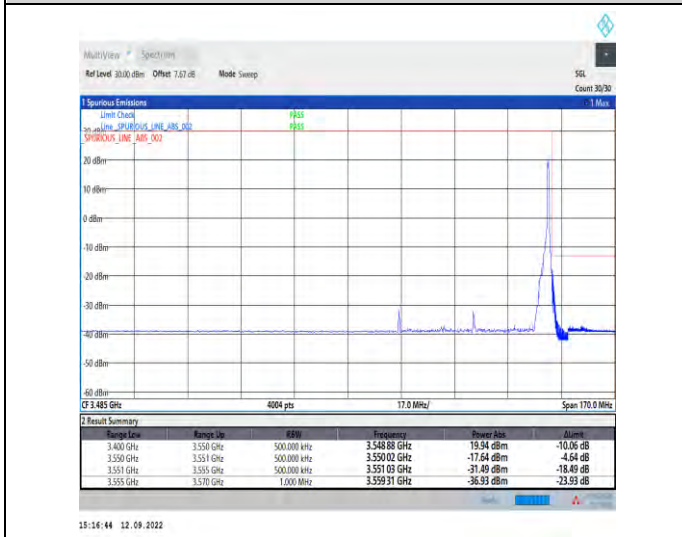 MultiView Spectrum
Ref Level 30.00 dBm Offset 7.67 dB Mode Sweep SGL
Count 30/30
1 Spurious Emissions 1 Max
Limit Check PASS
Line _SPURIOUS_LINE_ABS_002 PASS
_SPURIOUS_LINE_ABS_002
20 dBm
10 dBm
0 dBm
-10 dBm
-20 dBm
-30 dBm
-40 dBm
-50 dBm
-60 dBm
CF 3.485 GHz 4004 pts 17.0 MHz/ Span 170.0 MHz
2 Result Summary
Range Low Range Up RBW Frequency Power Abs ΔLimit
3.400 GHz 3.550 GHz 500.000 kHz 3.548 88 GHz 19.94 dBm -10.06 dB
3.550 GHz 3.551 GHz 500.000 kHz 3.550 02 GHz -17.64 dBm -4.64 dB
3.551 GHz 3.555 GHz 500.000 kHz 3.551 03 GHz -31.49 dBm -18.49 dB
3.555 GHz 3.570 GHz 1.000 MHz 3.559 31 GHz -36.93 dBm -23.93 dB
15:16:44 12.09.2022